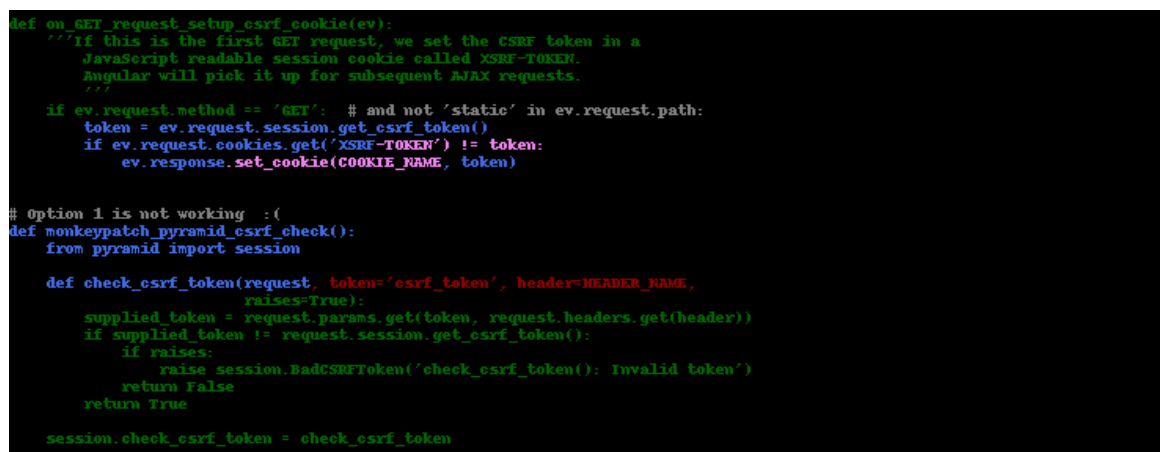 def on_GET_request_setup_csrf_cookie(ev):
    '''If this is the first GET request, we set the CSRF token in a
        JavaScript readable session cookie called XSRF-TOKEN.
        Angular will pick it up for subsequent AJAX requests.
        '''
    if ev.request.method == 'GET':  # and not 'static' in ev.request.path:
        token = ev.request.session.get_csrf_token()
        if ev.request.cookies.get('XSRF-TOKEN') != token:
            ev.response.set_cookie(COOKIE_NAME, token)
# Option 1 is not working  :(
def monkeypatch_pyramid_csrf_check():
    from pyramid import session
    def check_csrf_token(request, token='csrf_token', header=HEADER_NAME,
                         raises=True):
        supplied_token = request.params.get(token, request.headers.get(header))
        if supplied_token != request.session.get_csrf_token():
            if raises:
                raise session.BadCSRFToken('check_csrf_token(): Invalid token')
            return False
        return True
    session.check_csrf_token = check_csrf_token